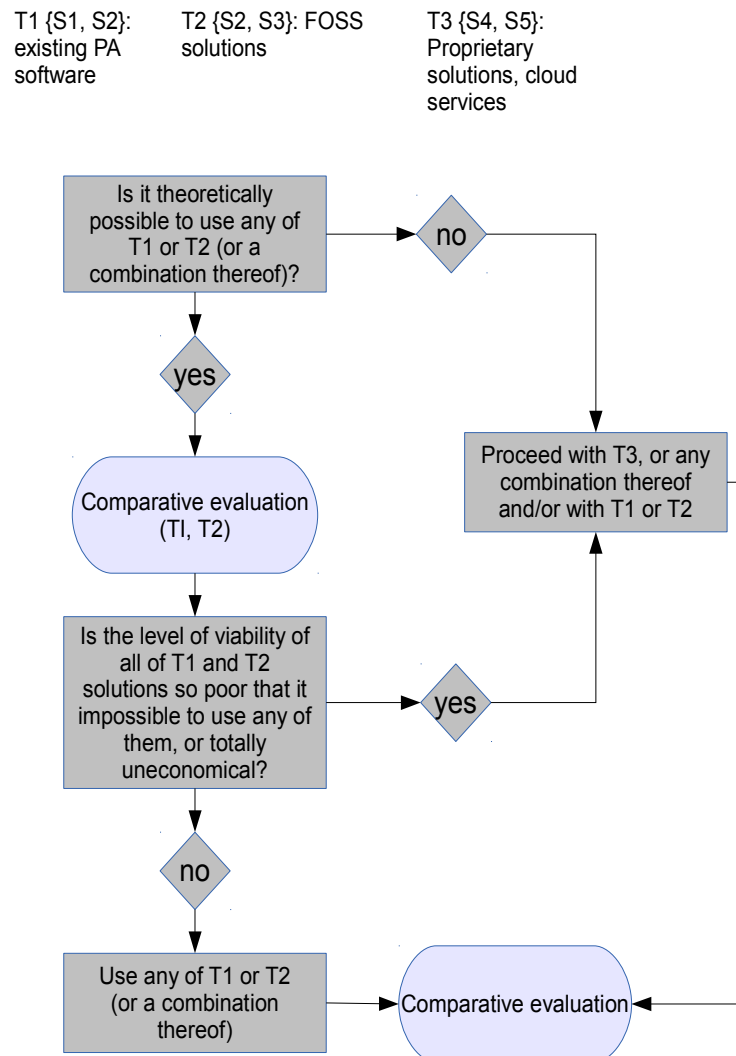 T1 {S1, S2}:
existing PA
software
T2 {S2, S3}: FOSS
solutions
T3 {S4, S5}:
Proprietary
solutions, cloud
services
Is it theoretically
possible to use any of
T1 or T2 (or a
combination thereof)?
no
yes
Proceed with T3, or any
combination thereof
and/or with T1 or T2
Comparative evaluation
(TI, T2)
Is the level of viability of
all of T1 and T2
solutions so poor that it
impossible to use any of
them, or totally
uneconomical?
yes
no
Use any of T1 or T2
(or a combination
thereof)
Comparative evaluation